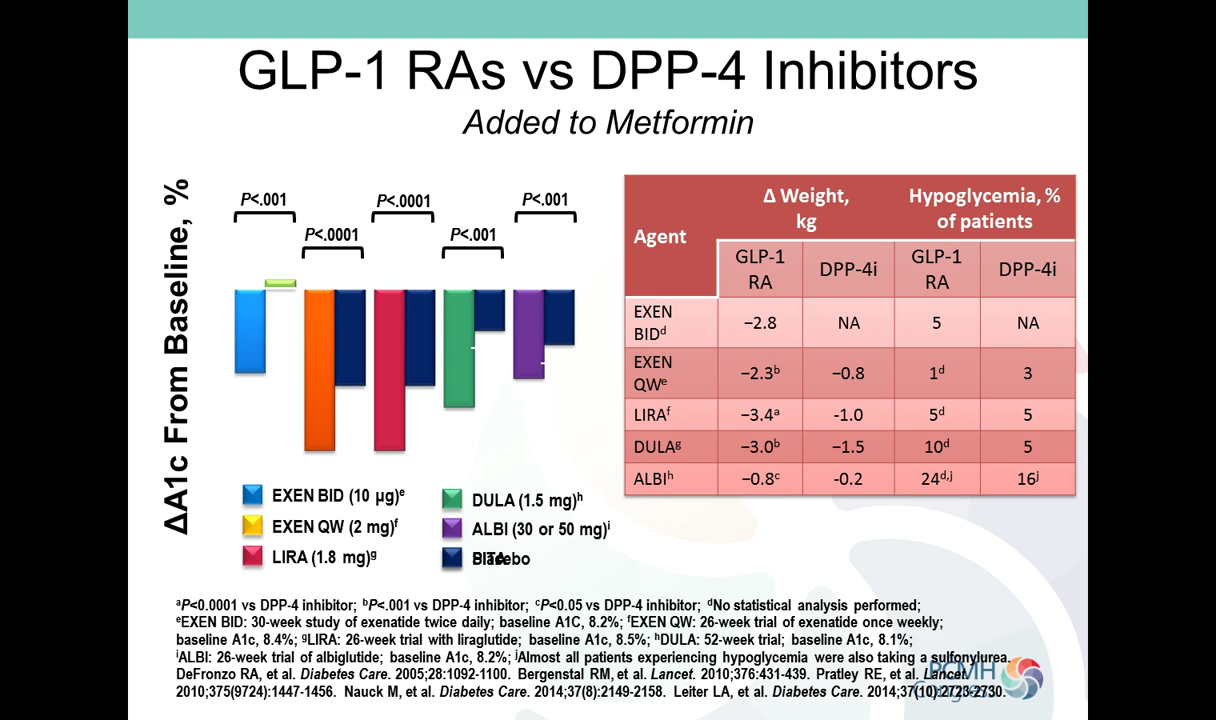 GLP-1 RAs vs DPP-4 Inhibitors
Added to Metformin
ΔA1c From Baseline, %
P<.001
P<.0001
P<.0001
P<.001
P<.001
EXEN BID (10 µg)e
EXEN QW (2 mg)f
LIRA (1.8 mg)g
DULA (1.5 mg)h
ALBI (30 or 50 mg)i
Placebo
Agent
Δ Weight, kg
Hypoglycemia, % of patients
GLP-1 RA
DPP-4i
GLP-1 RA
DPP-4i
EXEN BIDd −2.8 NA 5 NA
EXEN QWe −2.3b −0.8 1d 3
LIRAf −3.4a -1.0 5d 5
DULAg −3.0b −1.5 10d 5
ALBIh −0.8c -0.2 24d,j 16j
aP<0.0001 vs DPP-4 inhibitor; bP<.001 vs DPP-4 inhibitor; cP<0.05 vs DPP-4 inhibitor; dNo statistical analysis performed;
eEXEN BID: 30-week study of exenatide twice daily; baseline A1C, 8.2%; fEXEN QW: 26-week trial of exenatide once weekly;
baseline A1c, 8.4%; gLIRA: 26-week trial with liraglutide; baseline A1c, 8.5%; hDULA: 52-week trial; baseline A1c, 8.1%;
iALBI: 26-week trial of albiglutide; baseline A1c, 8.2%; jAlmost all patients experiencing hypoglycemia were also taking a sulfonylurea.
DeFronzo RA, et al. Diabetes Care. 2005;28:1092-1100. Bergenstal RM, et al. Lancet. 2010;376:431-439. Pratley RE, et al. Lancet.
2010;375(9724):1447-1456. Nauck M, et al. Diabetes Care. 2014;37(8):2149-2158. Leiter LA, et al. Diabetes Care. 2014;37(10):2723-2730.
PCMH
Congress